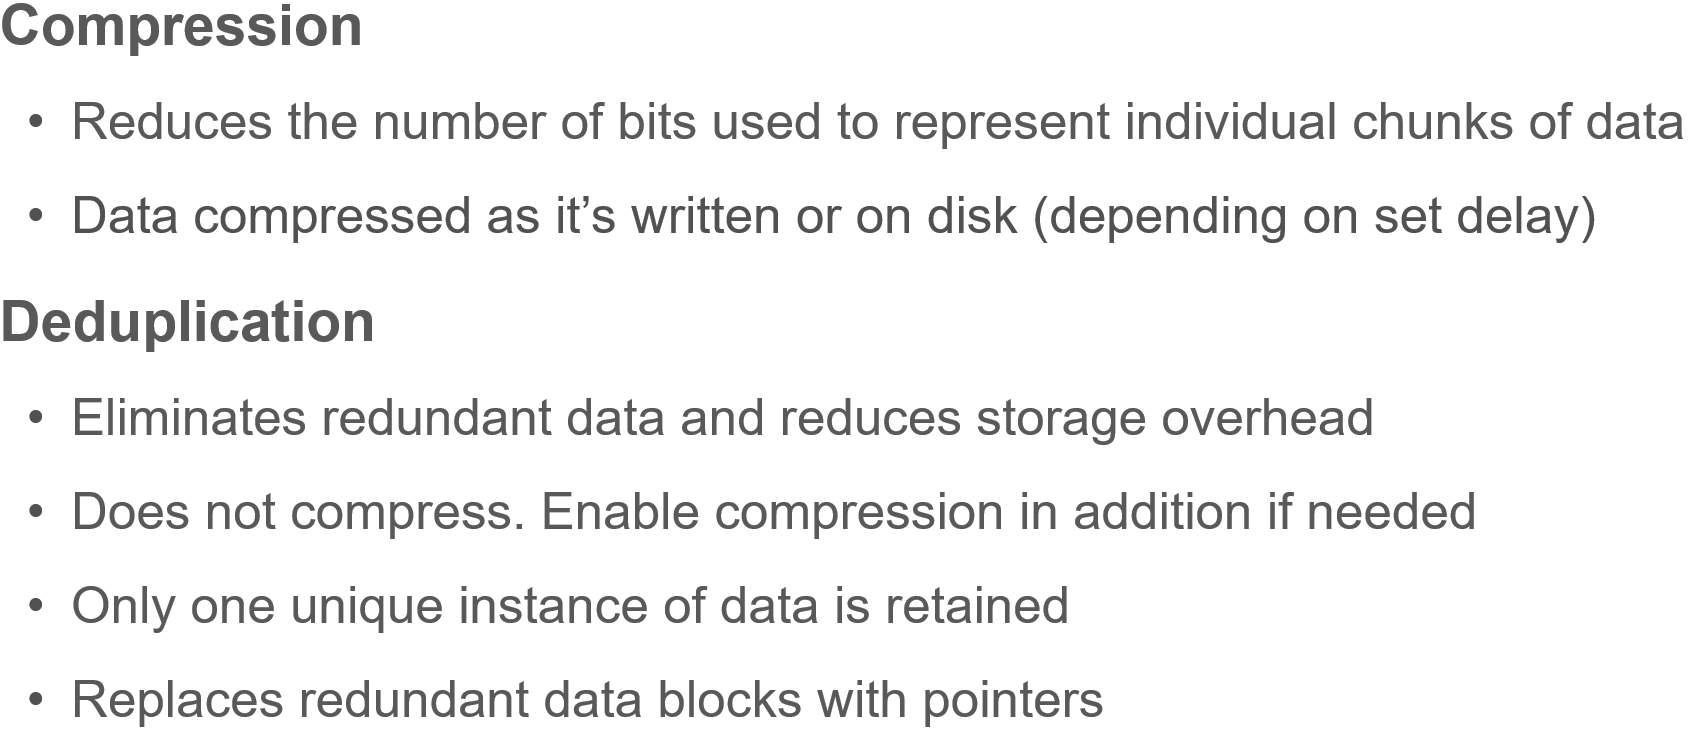 Compression
• Reduces the number of bits used to represent individual chunks of data
• Data compressed as it’s written or on disk (depending on set delay)
Deduplication
• Eliminates redundant data and reduces storage overhead
• Does not compress. Enable compression in addition if needed
• Only one unique instance of data is retained
• Replaces redundant data blocks with pointers